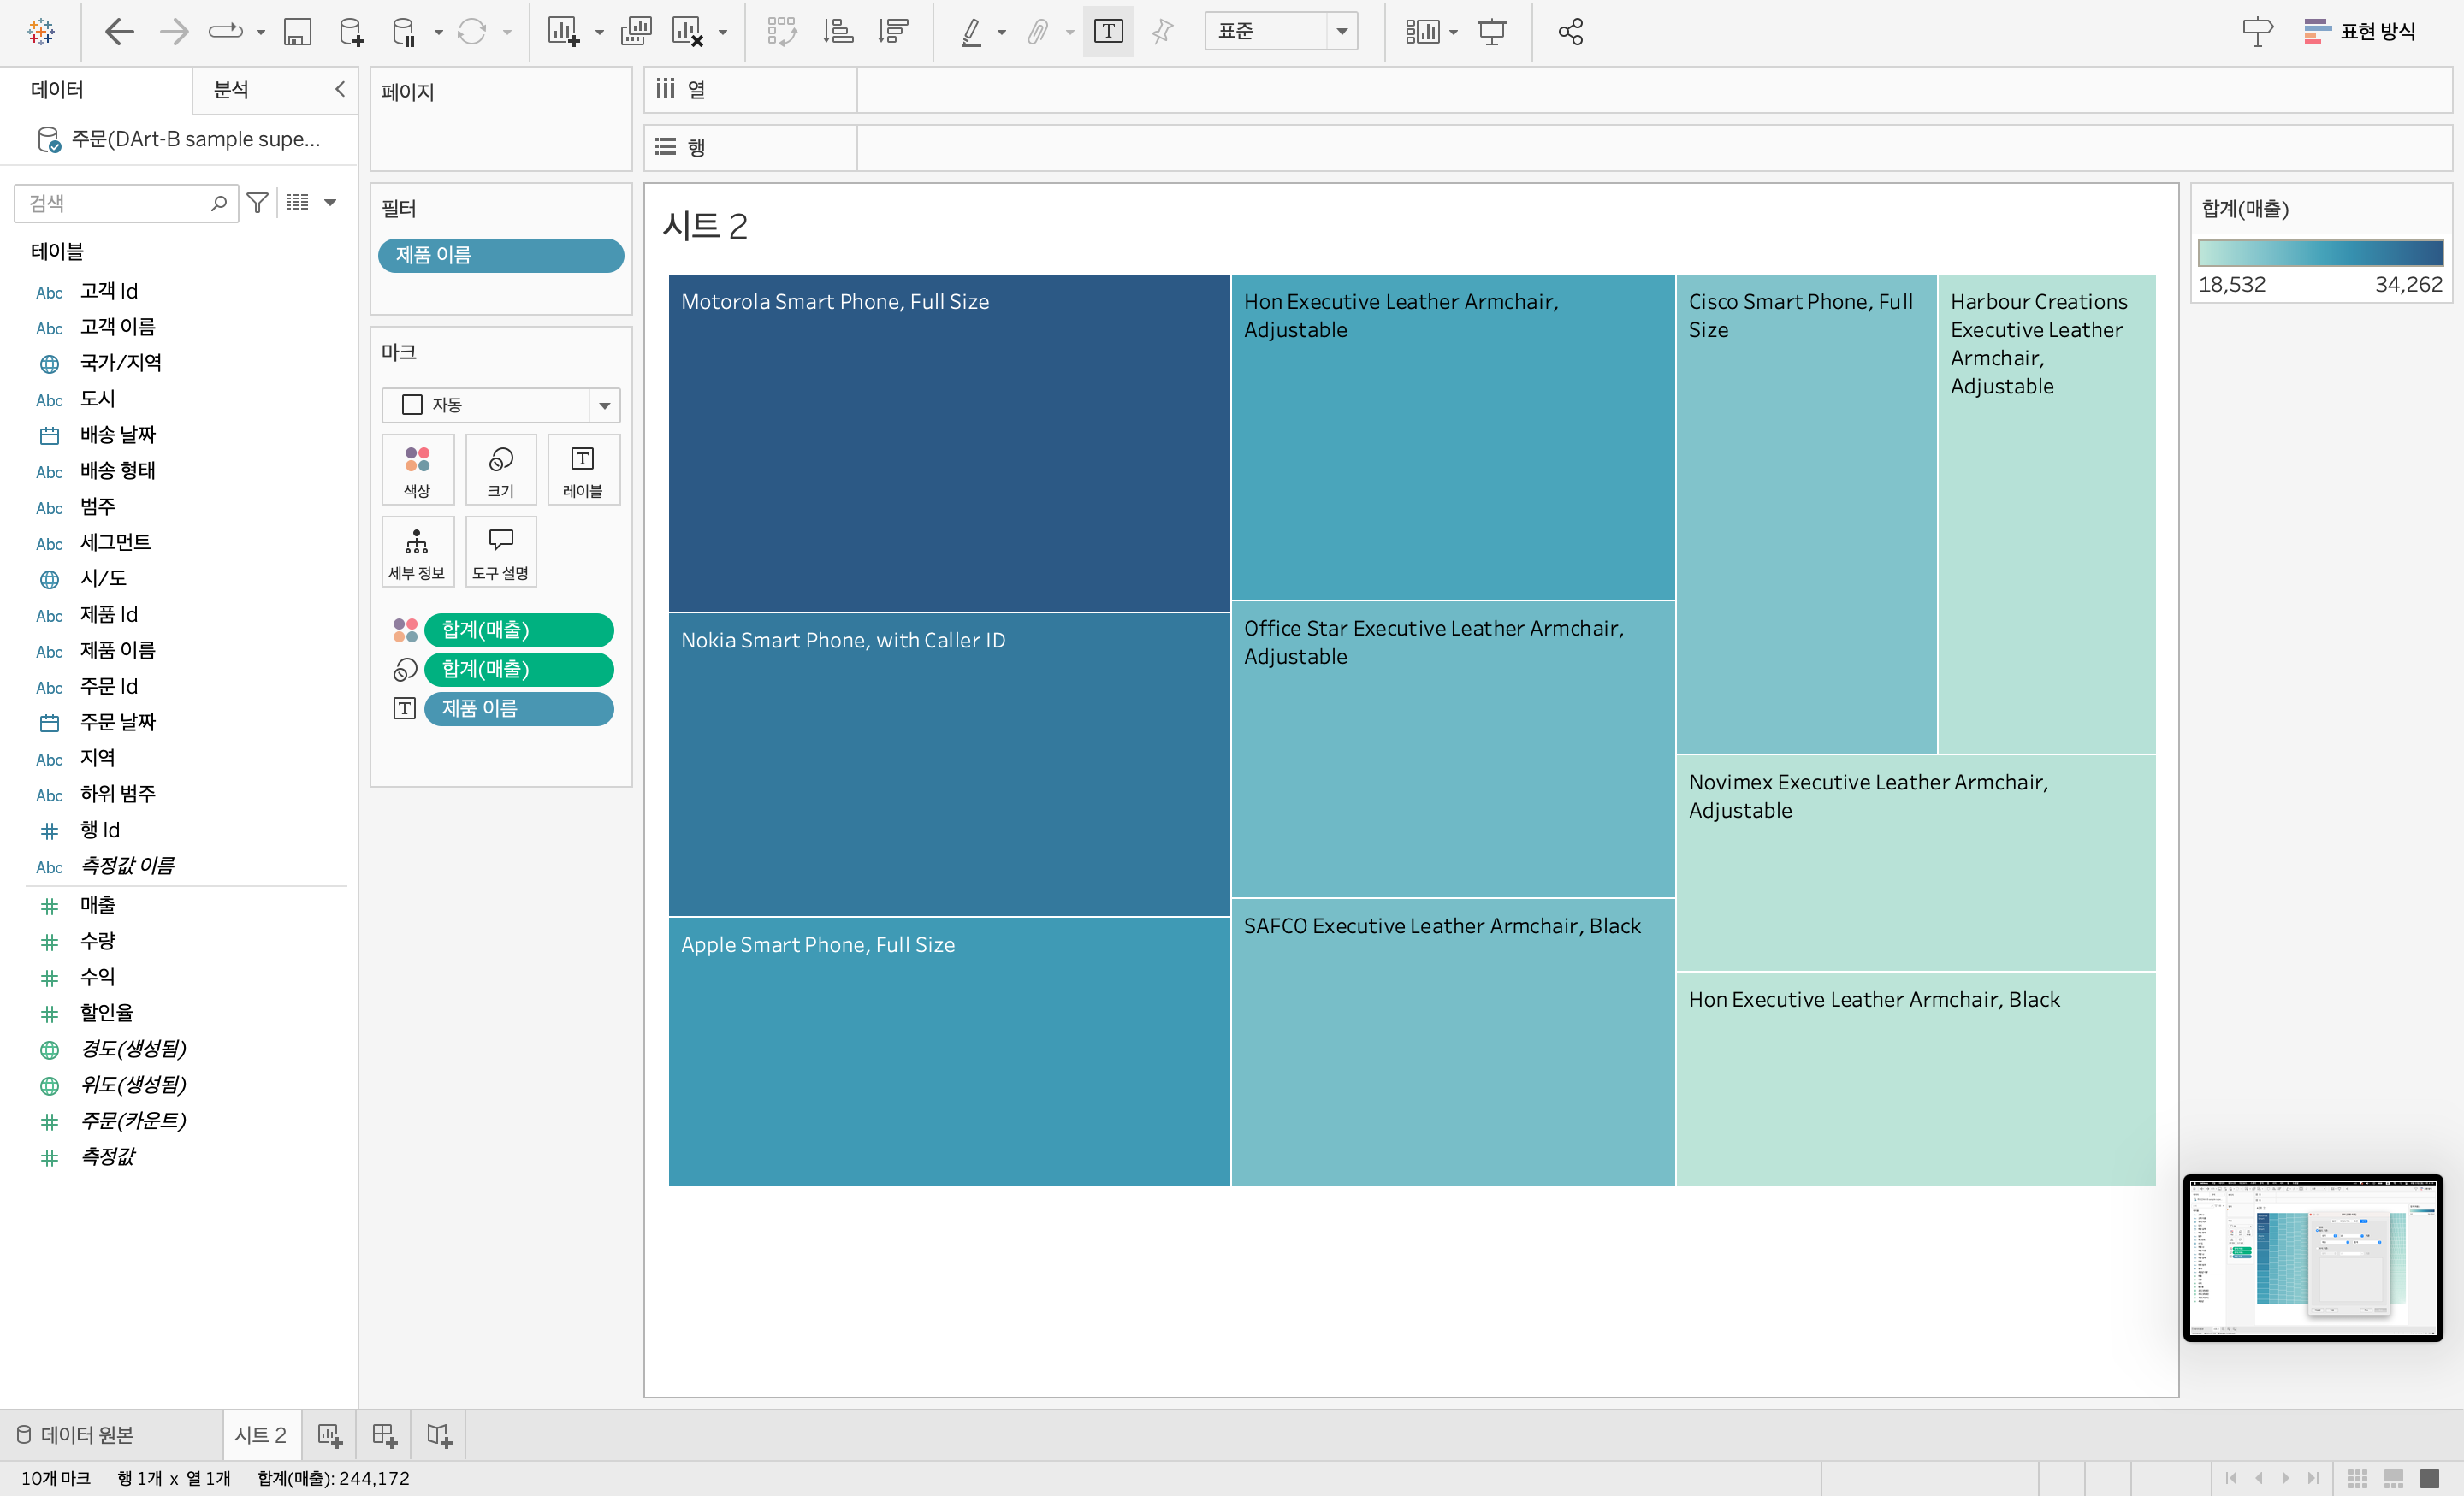 표준
표현 방식
데이터
분석
주문(DArt-B sample supe...
검색
테이블
Abc 고객 Id
Abc 고객 이름
국가/지역
Abc 도시
배송 날짜
Abc 배송 형태
Abc 범주
Abc 세그먼트
시/도
Abc 제품 Id
Abc 제품 이름
Abc 주문 Id
주문 날짜
Abc 지역
Abc 하위 범주
행 Id
Abc 측정값 이름
매출
수량
수익
할인율
경도(생성됨)
위도(생성됨)
주문(카운트)
측정값
페이지
필터
제품 이름
마크
자동
색상
크기
T
레이블
세부 정보
도구 설명
합계(매출)
합계(매출)
T 제품 이름
열
행
시트 2
Motorola Smart Phone, Full Size
Nokia Smart Phone, with Caller ID
Apple Smart Phone, Full Size
Hon Executive Leather Armchair,
Adjustable
Office Star Executive Leather Armchair,
Adjustable
SAFCO Executive Leather Armchair, Black
Cisco Smart Phone, Full
Size
Harbour Creations
Executive Leather
Armchair,
Adjustable
Novimex Executive Leather Armchair,
Adjustable
Hon Executive Leather Armchair, Black
합계(매출)
18,532 34,262
데이터 원본
시트 2
10개 마크 행 1개 x 열 1개 합계(매출): 244,172